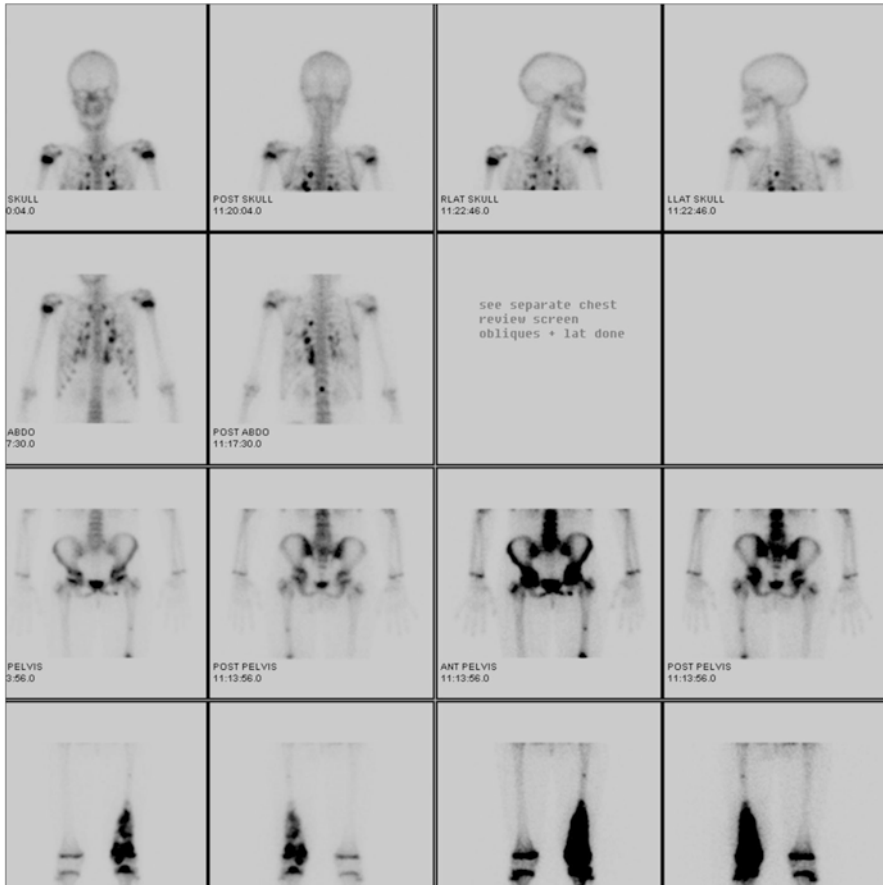 SKULL
0:04.0
POST SKULL
11:20:04.0
RLAT SKULL
11:22:46.0
LLAT SKULL
11:22:46.0
ABDO
7:30.0
POST ABDO
11:17:30.0
see separate chest
review screen
obliques + lat done
PELVIS
3:56.0
POST PELVIS
11:13:56.0
ANT PELVIS
11:13:56.0
POST PELVIS
11:13:56.0